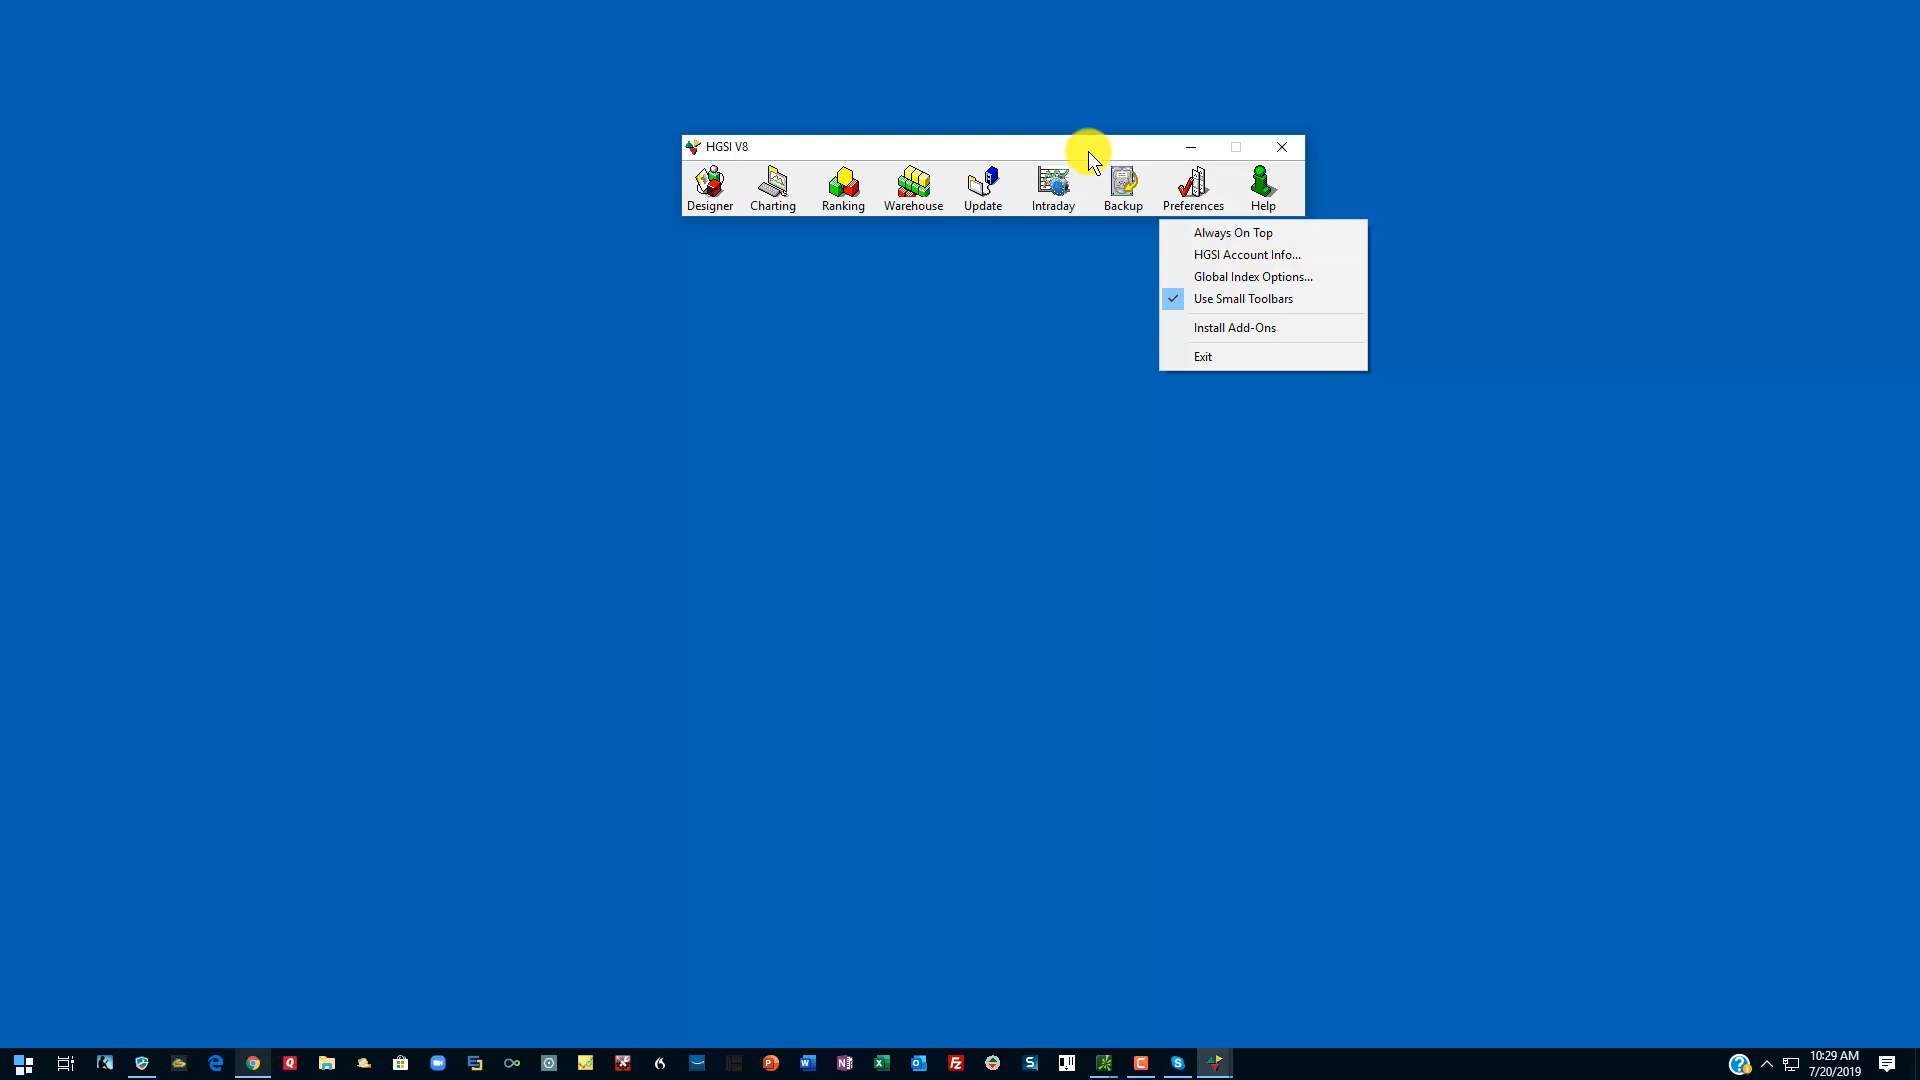 HGSI V8
Designer Charting Ranking Warehouse Update Intraday Backup Preferences Help
Always On Top
HGSI Account Info...
Global Index Options...
Use Small Toolbars
Install Add-Ons
Exit
10:29 AM
7/20/2019